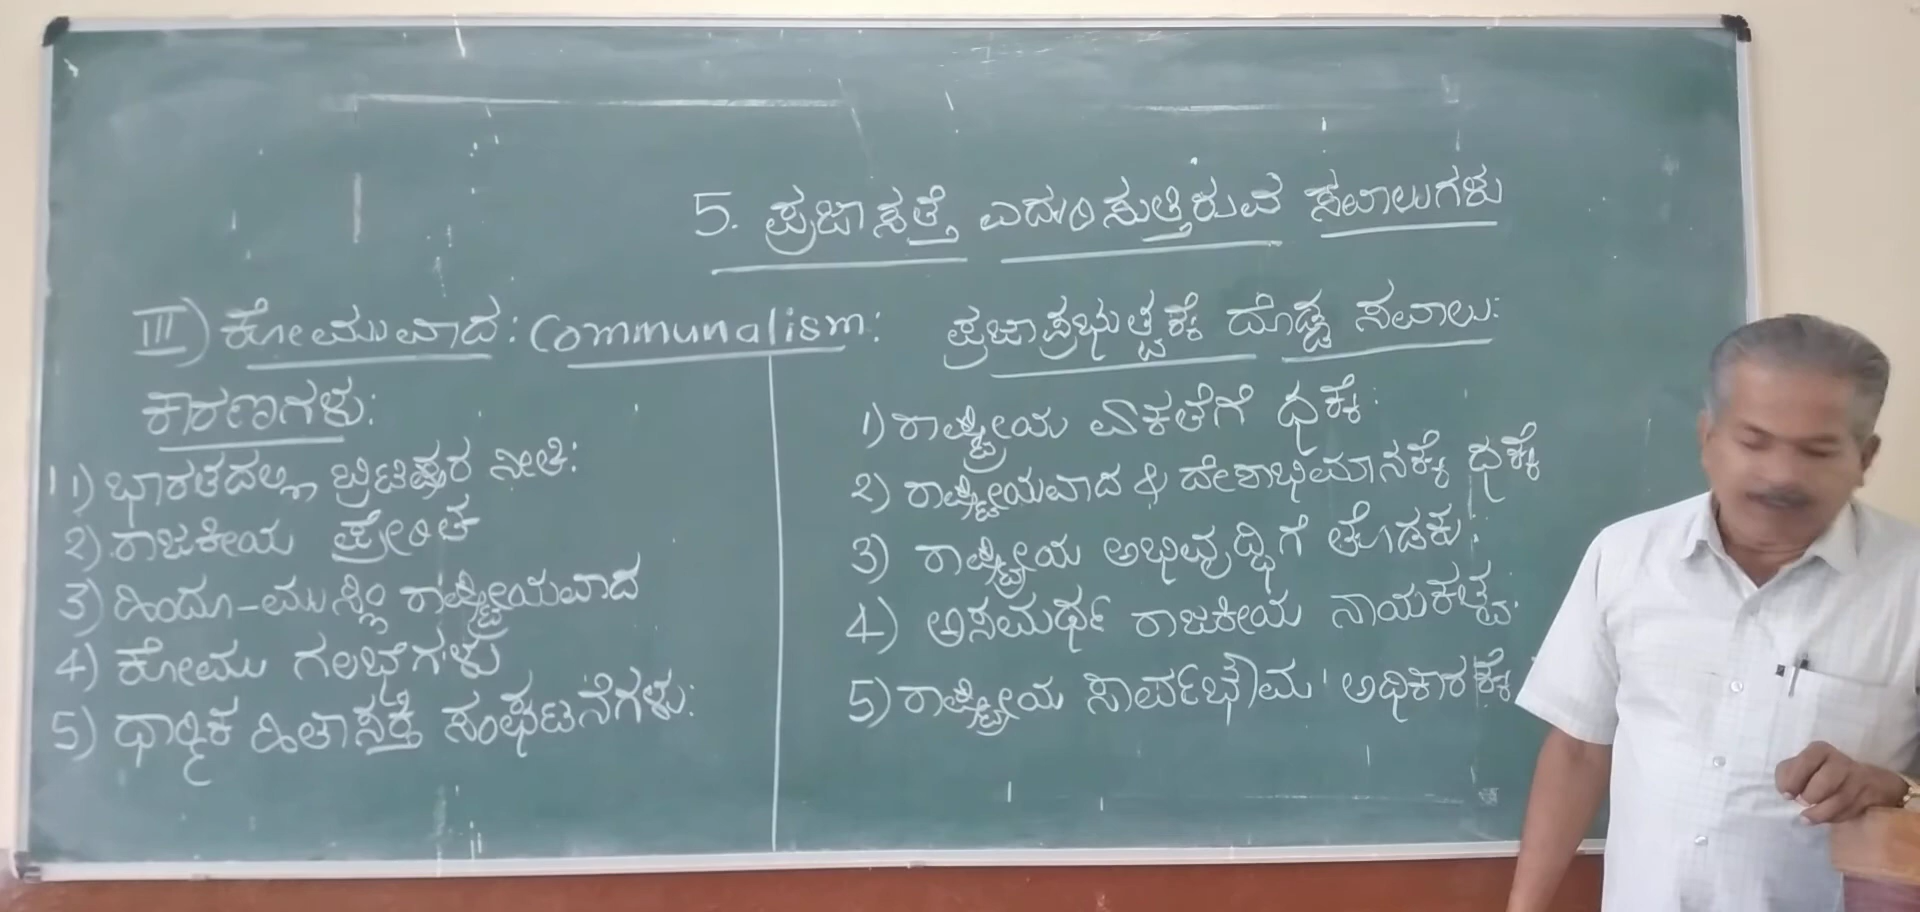 5. ಪ್ರಜಾಸತ್ತೆ ಎದುರಿಸುತ್ತಿರುವ ಸವಾಲುಗಳು
III) ಕೋಮುವಾದ: Communalism:
ಕಾರಣಗಳು:
1) ಭಾರತದಲ್ಲಿ ಬ್ರಿಟಿಷರ ನೀತಿ:
2) ರಾಜಕೀಯ ಪ್ರೇರಿತ
3) ಹಿಂದೂ-ಮುಸ್ಲಿಂ ರಾಷ್ಟ್ರೀಯವಾದ
4) ಕೋಮು ಗಲಭೆಗಳು
5) ಧಾರ್ಮಿಕ ಹಿತಾಸಕ್ತಿ ಸಂಘಟನೆಗಳು:
ಪ್ರಜಾಪ್ರಭುತ್ವಕ್ಕೆ ದೊಡ್ಡ ಸವಾಲು:
1) ರಾಷ್ಟ್ರೀಯ ಏಕತೆಗೆ ಧಕ್ಕೆ:
2) ರಾಷ್ಟ್ರೀಯವಾದ & ದೇಶಾಭಿಮಾನಕ್ಕೆ ಧಕ್ಕೆ
3) ರಾಷ್ಟ್ರೀಯ ಅಭಿವೃದ್ಧಿಗೆ ತೊಡಕು:
4) ಅಸಮರ್ಥ ರಾಜಕೀಯ ನಾಯಕತ್ವ:
5) ರಾಷ್ಟ್ರೀಯ ಸಾರ್ವಭೌಮ ಅಧಿಕಾರಕ್ಕೆ